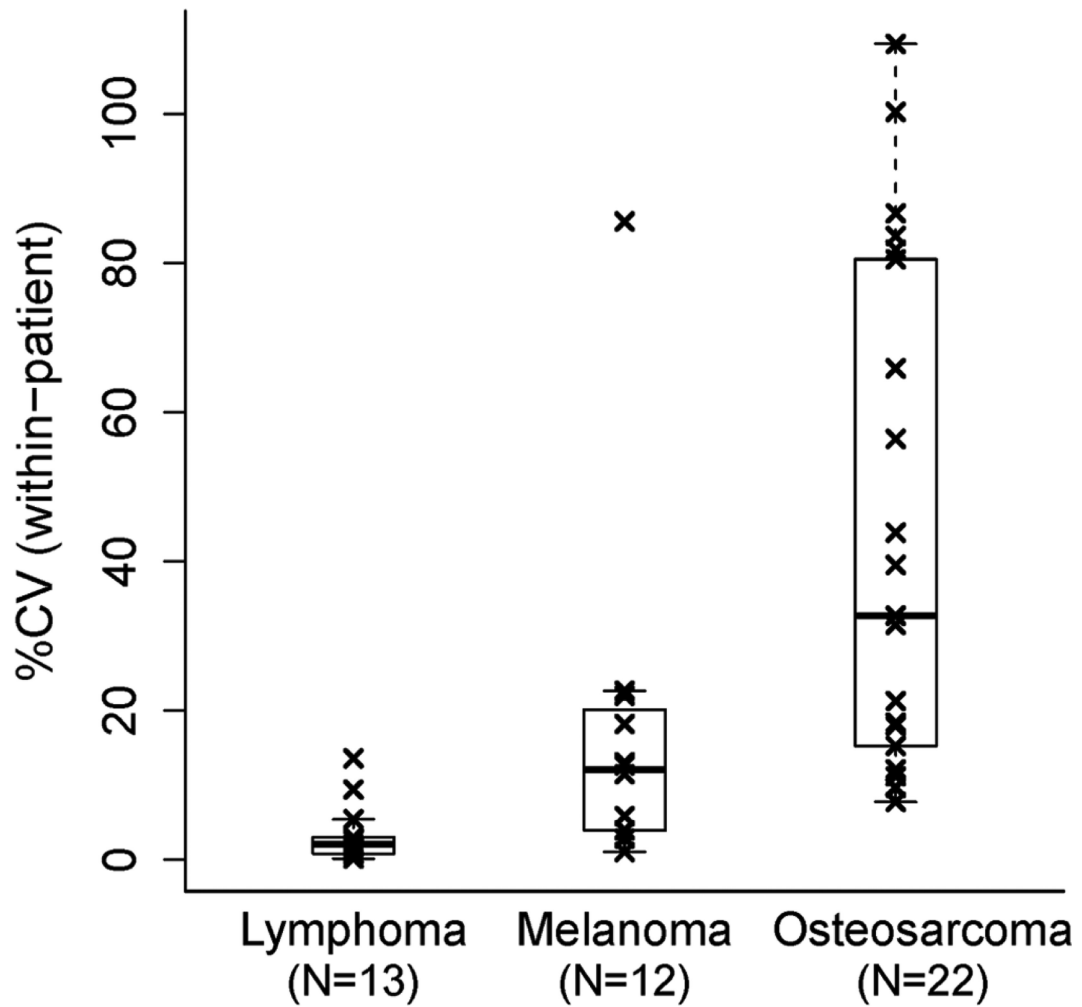 %CV (within−patient)
100
80
60
40
20
0
Lymphoma
(N=13)
Melanoma
(N=12)
Osteosarcoma
(N=22)